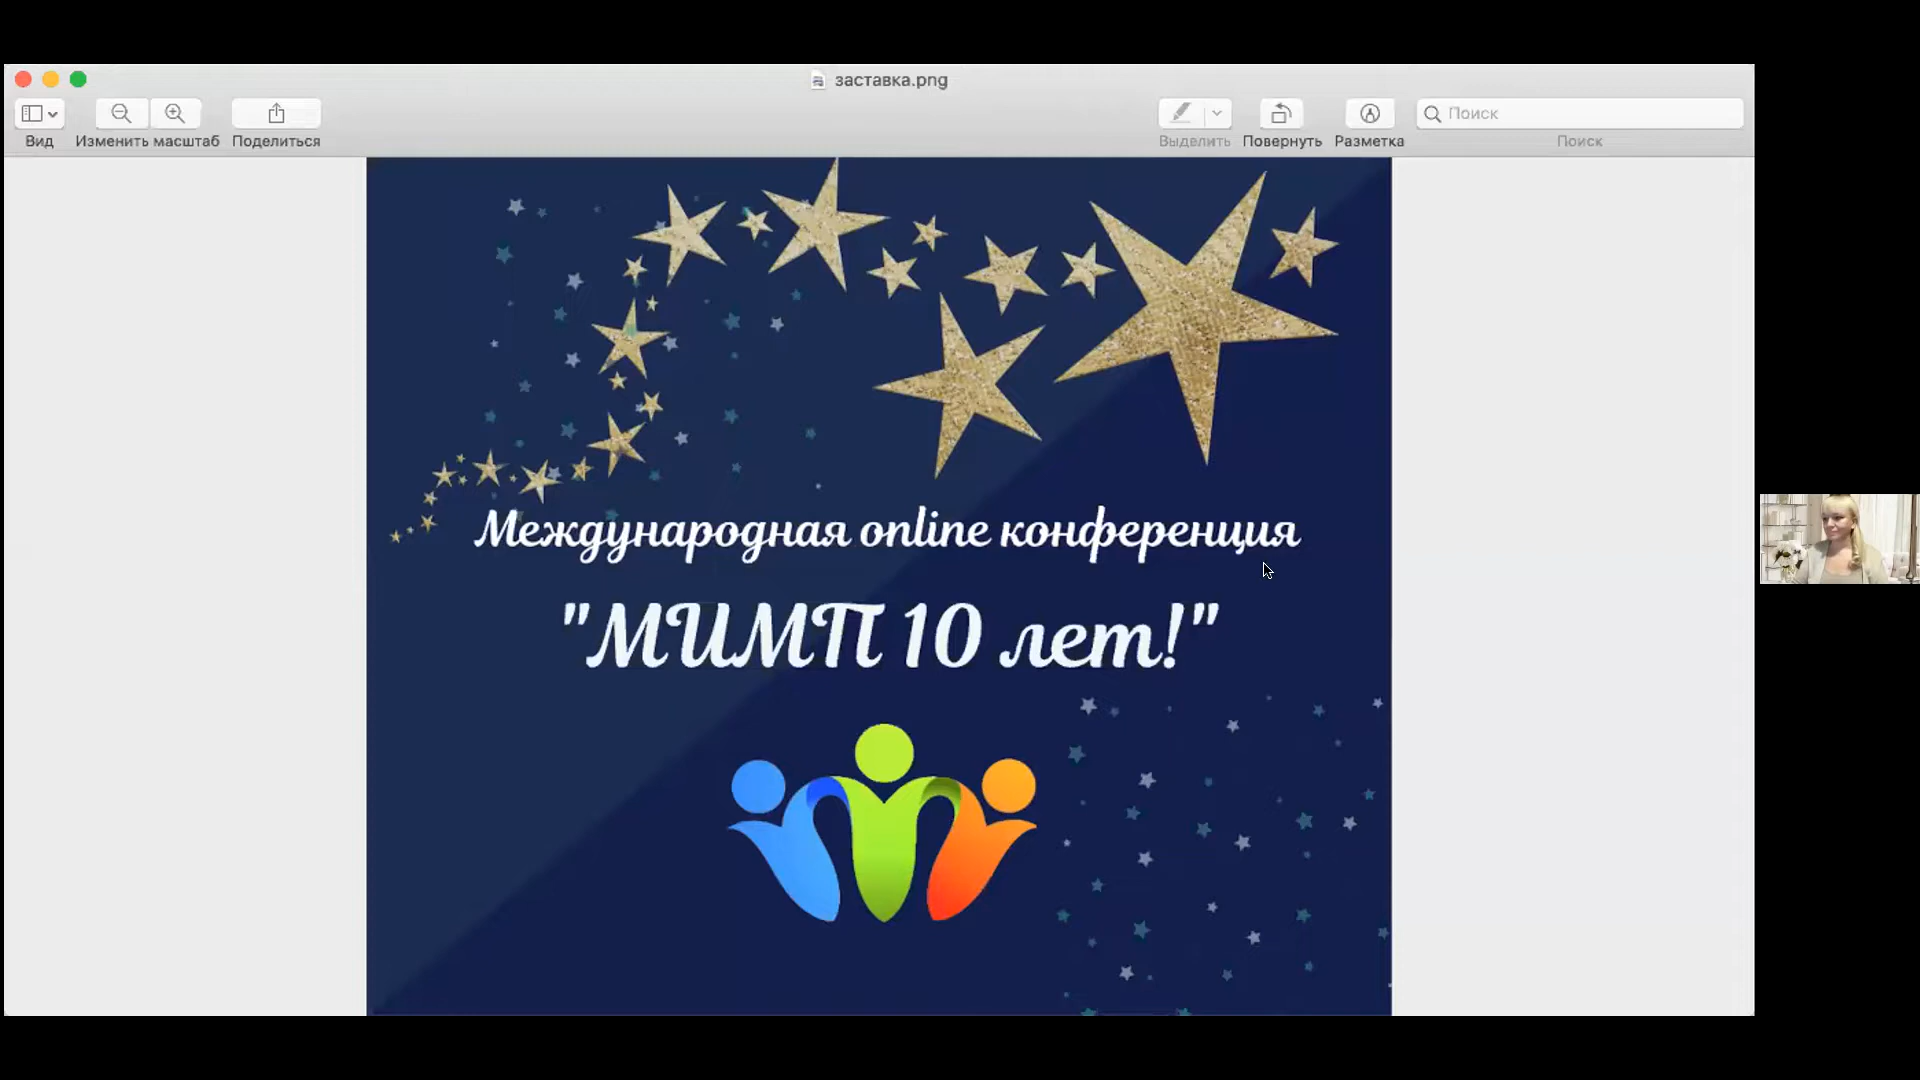 заставка.png
Вид
Изменить масштаб
Поделиться
Выделить
Повернуть
Разметка
Поиск
Поиск
Международная online конференция
"МИМП 10 лет!"